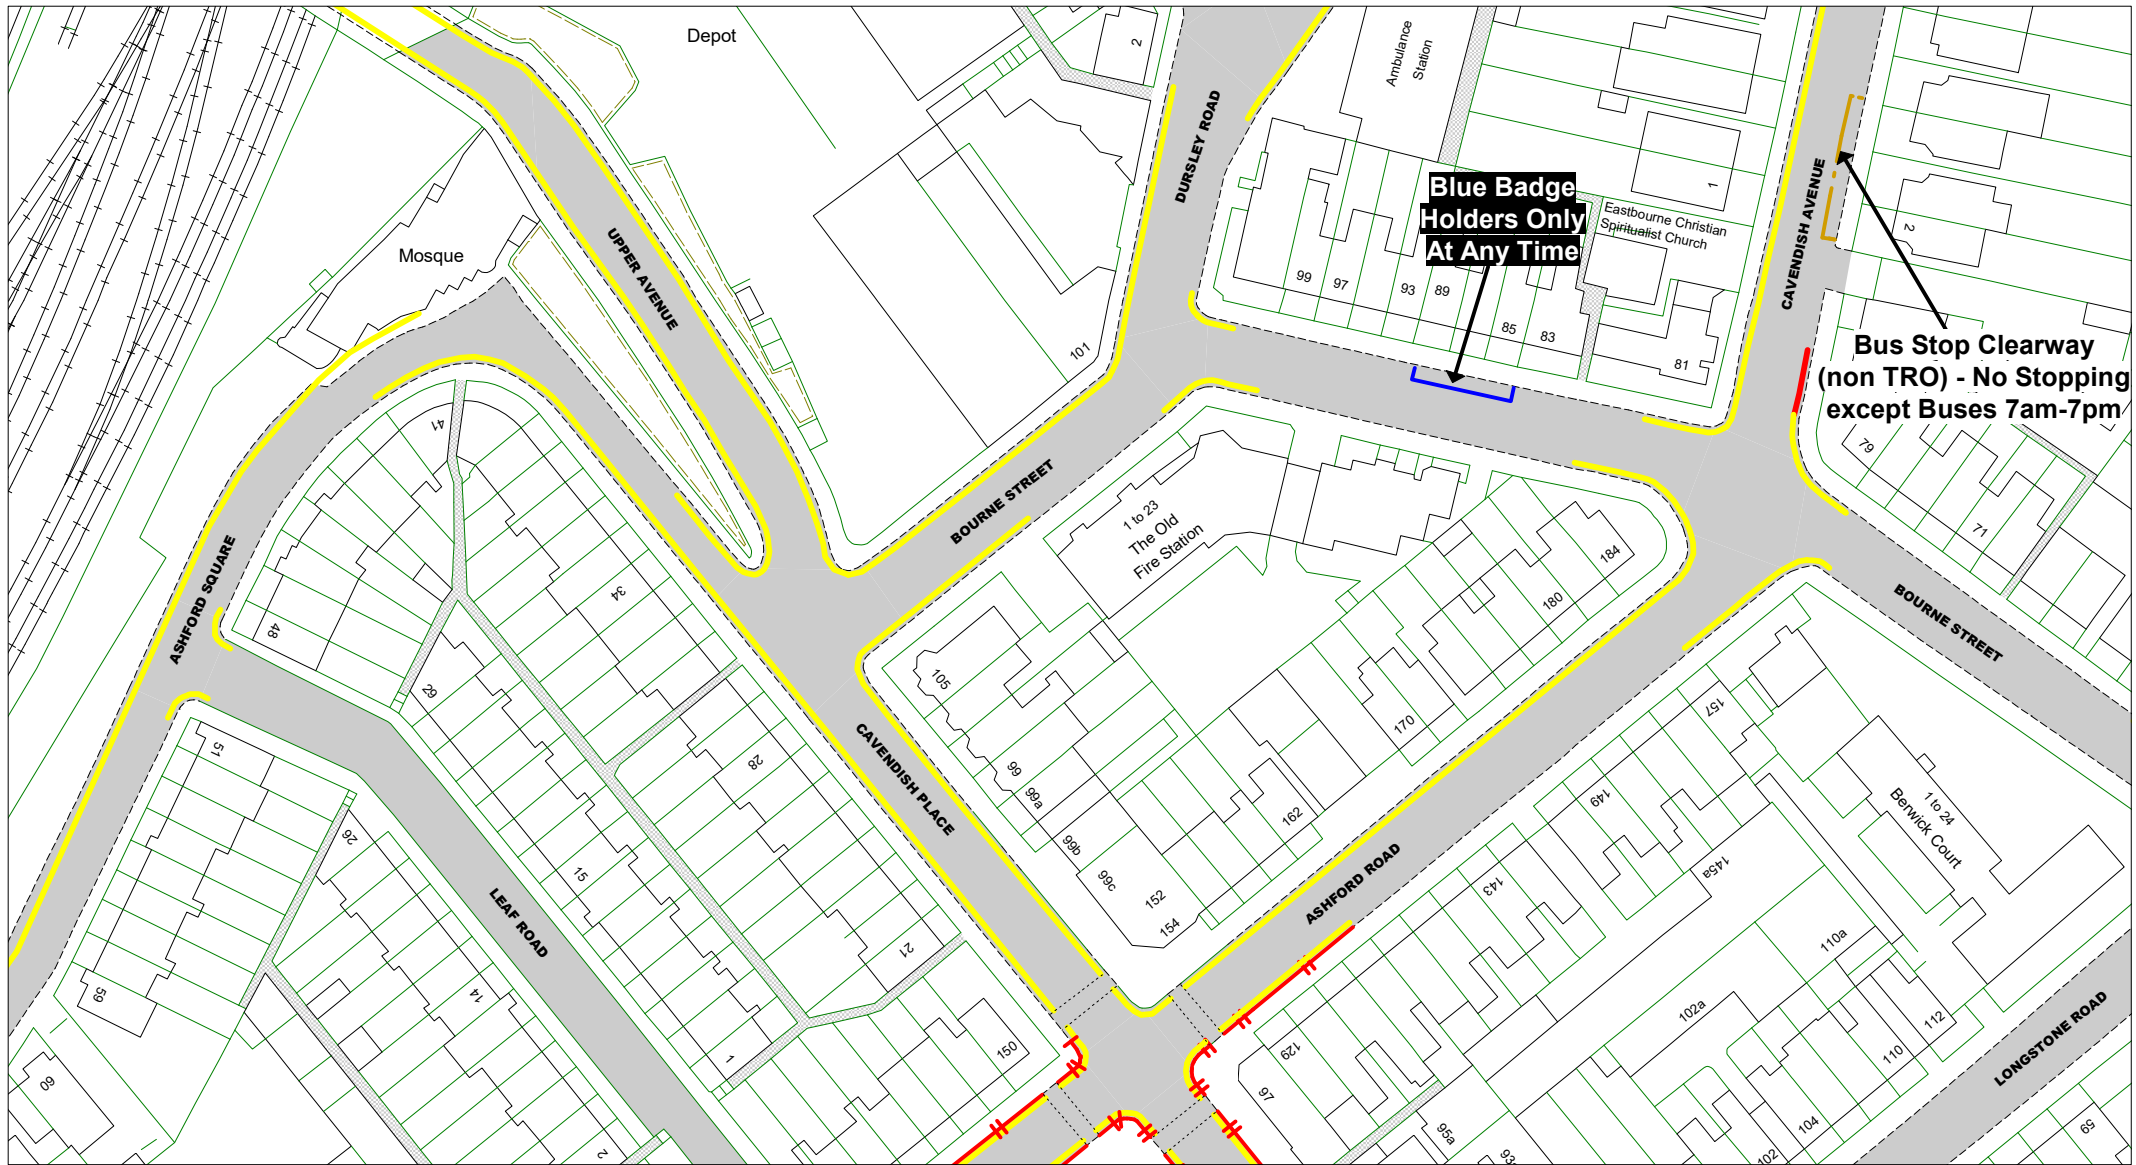 Depot
2
Ambulance
Station
DURSLEY ROAD
Blue Badge
Holders Only
At Any Time
1
Eastbourne Christian
Spiritualist Church
CAVENDISH AVENUE
2
Mosque
UPPER AVENUE
99
97
93
89
85
83
81
101
Bus Stop Clearway
(non TRO) - No Stopping
except Buses 7am-7pm
79
71
41
BOURNE STREET
1 to 23
The Old
Fire Station
184
180
ASHFORD SQUARE
48
34
BOURNE STREET
29
105
170
157
51
28
99
99a
CAVENDISH PLACE
162
149
1 to 24
Berwick Court
26
99b
99c
152
154
15
ASHFORD ROAD
143
145a
LEAF ROAD
21
110a
59
14
102a
112
LONGSTONE ROAD
150
129
110
60
1
97
95a
104
59
2
93c
102